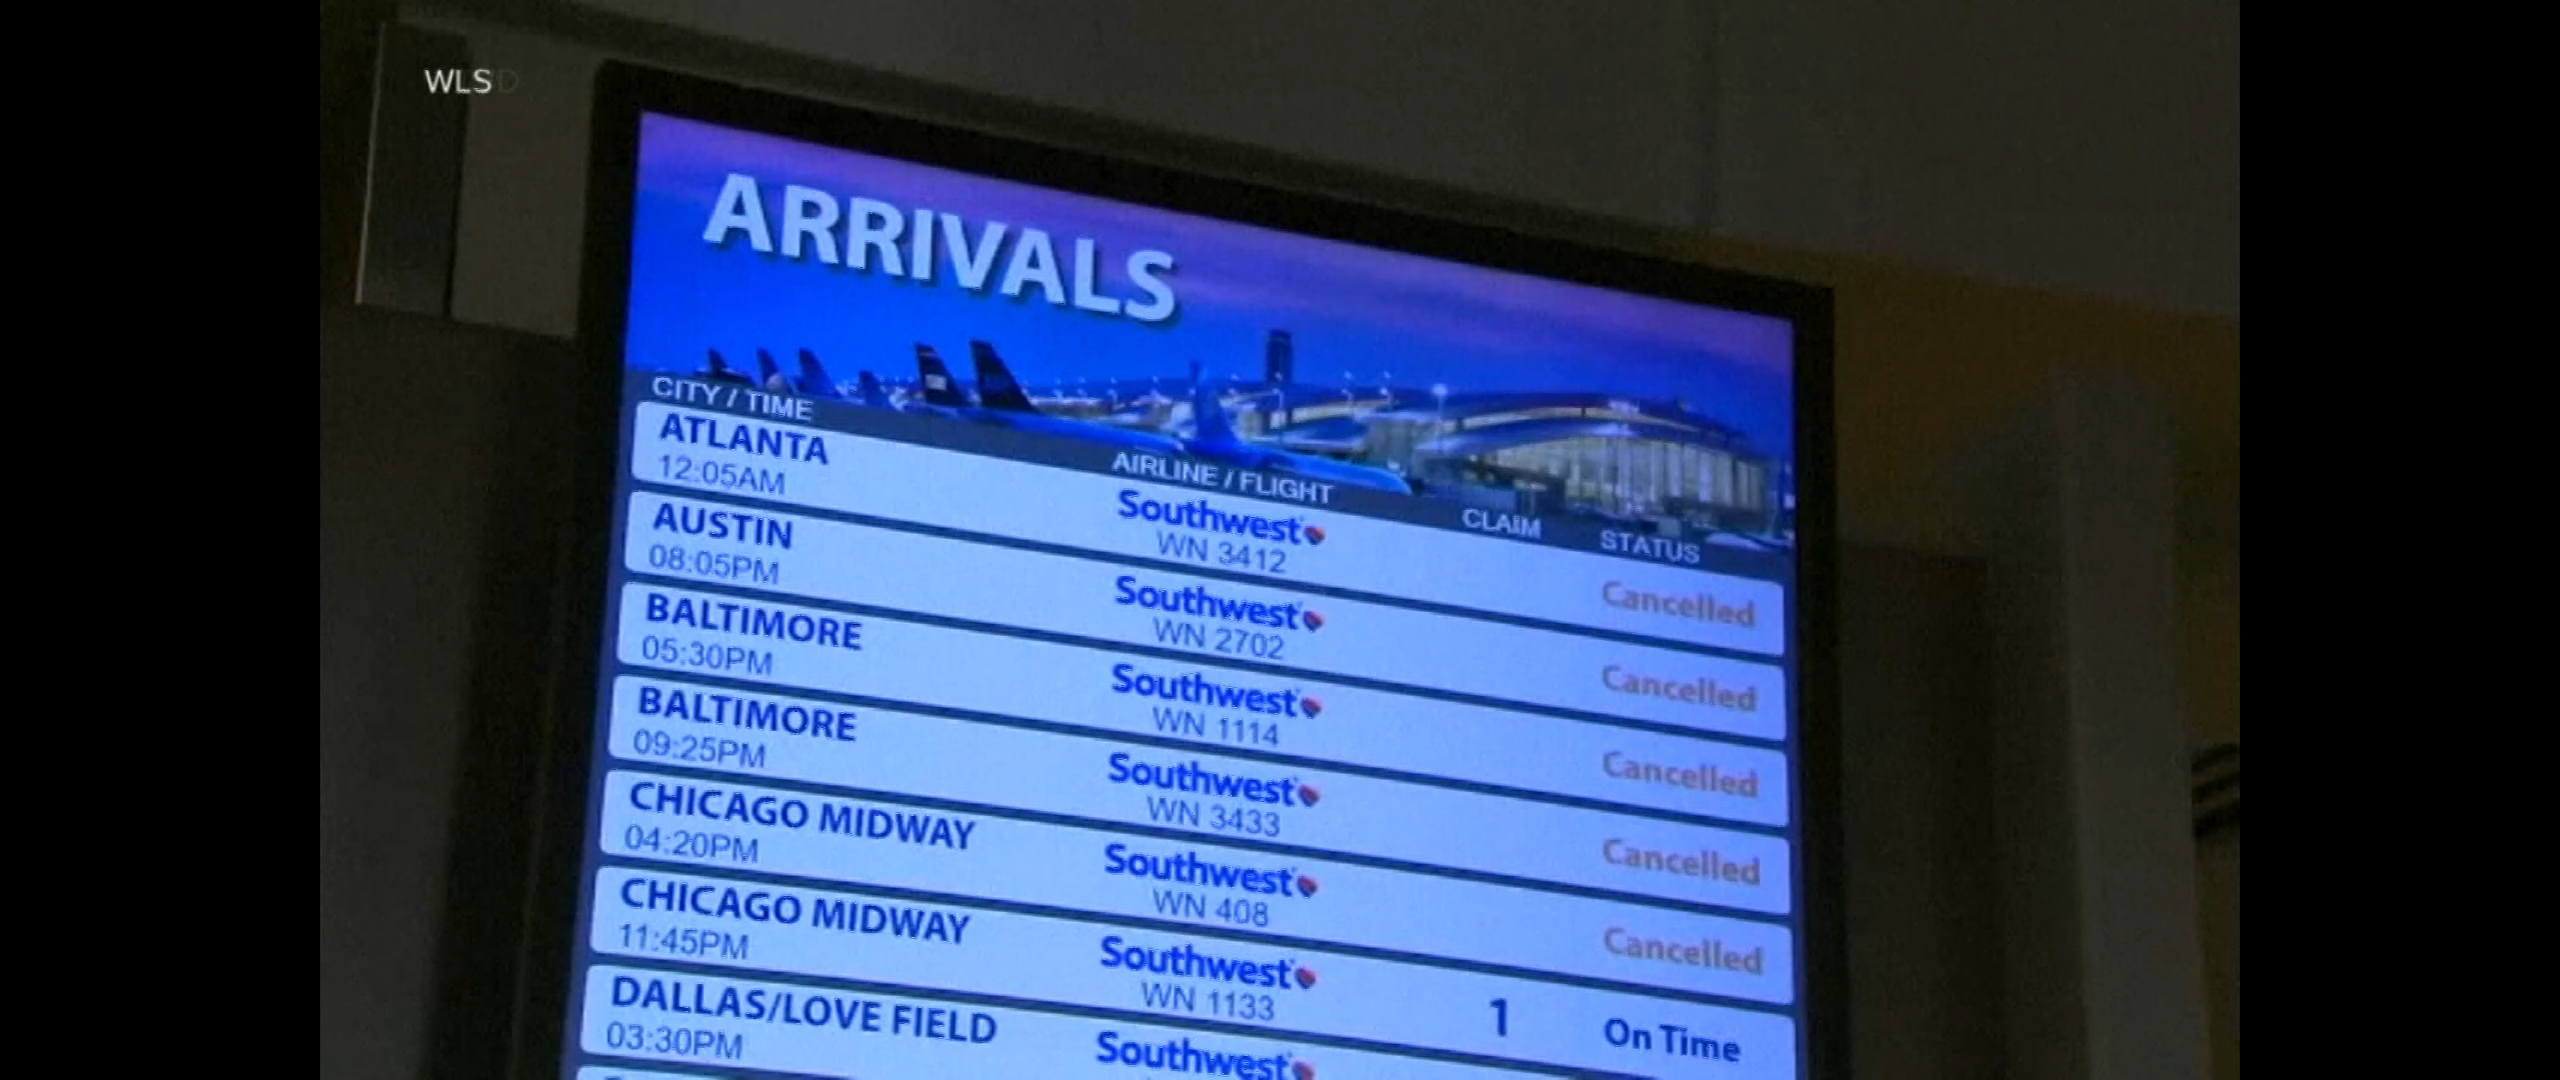 WLS
ARRIVALS
CITY / TIME AIRLINE / FLIGHT CLAIM STATUS
ATLANTA Southwest Cancelled
12:05AM WN 3412
AUSTIN Southwest Cancelled
08:05PM WN 2702
BALTIMORE Southwest Cancelled
05:30PM WN 1114
BALTIMORE Southwest Cancelled
09:25PM WN 3433
CHICAGO MIDWAY Southwest Cancelled
04:20PM WN 408
CHICAGO MIDWAY Southwest 1 On Time
11:45PM WN 1133
DALLAS/LOVE FIELD Southwest
03:30PM